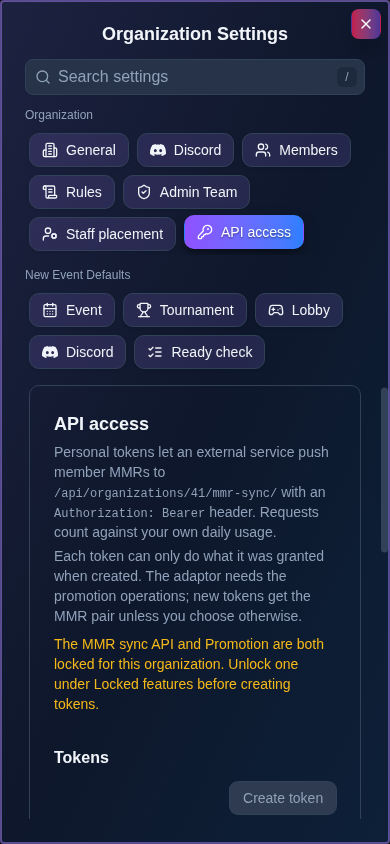 Organization Settings
Search settings /
Organization
General Discord Members
Rules Admin Team
Staff placement API access
New Event Defaults
Event Tournament Lobby
Discord Ready check
API access
Personal tokens let an external service push
member MMRs to
/api/organizations/41/mmr-sync/ with an
Authorization: Bearer header. Requests
count against your own daily usage.
Each token can only do what it was granted
when created. The adaptor needs the
promotion operations; new tokens get the
MMR pair unless you choose otherwise.
The MMR sync API and Promotion are both
locked for this organization. Unlock one
under Locked features before creating
tokens.
Tokens
Create token